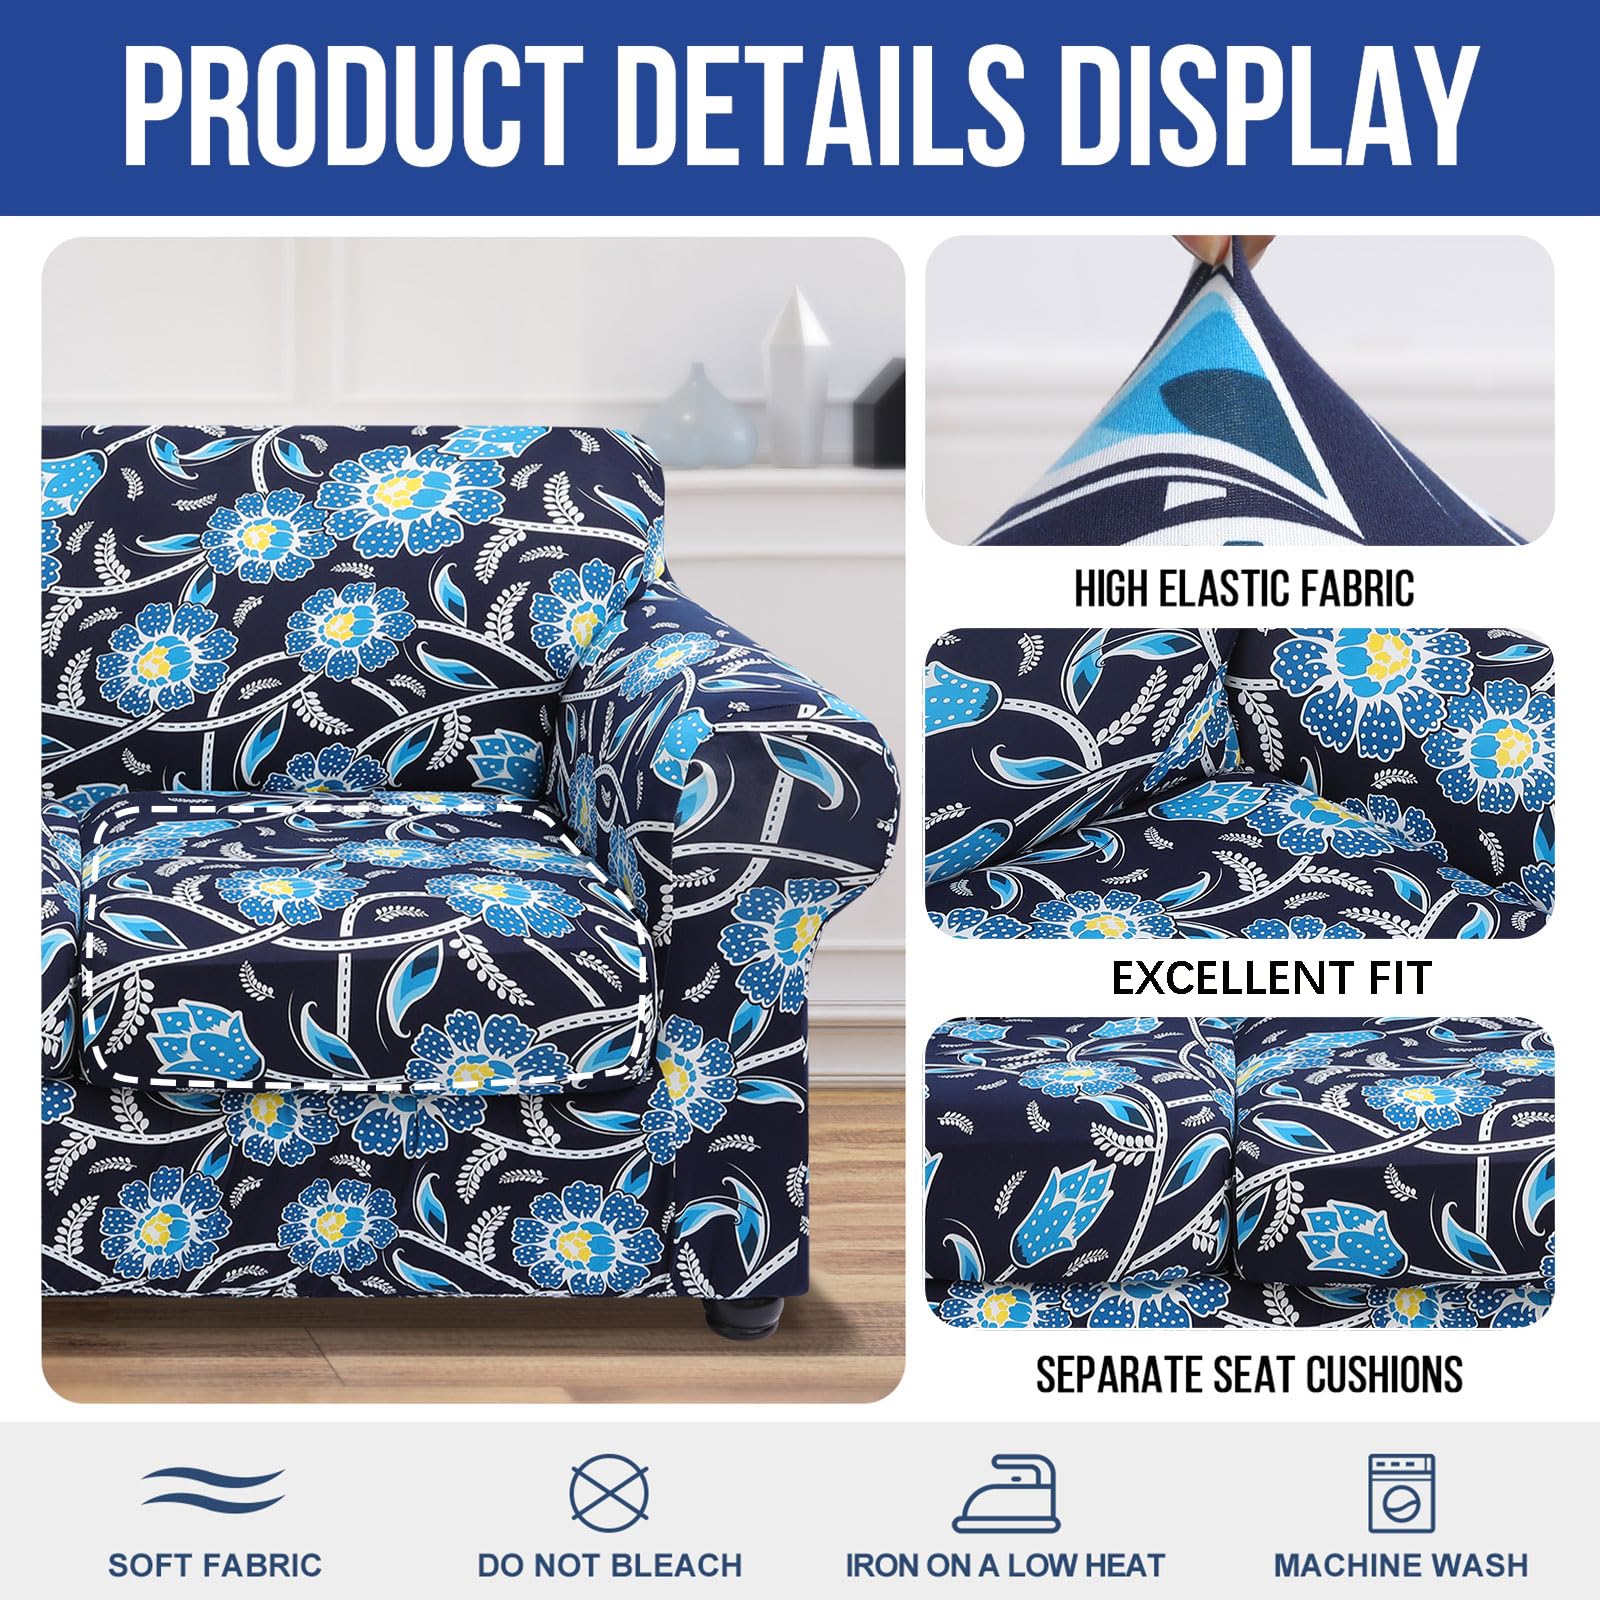 PRODUCT DETAILS DISPLAY
HIGH ELASTIC FABRIC
EXCELLENT FIT
SEPARATE SEAT CUSHIONS
SOFT FABRIC
DO NOT BLEACH
IRON ON A LOW HEAT
MACHINE WASH